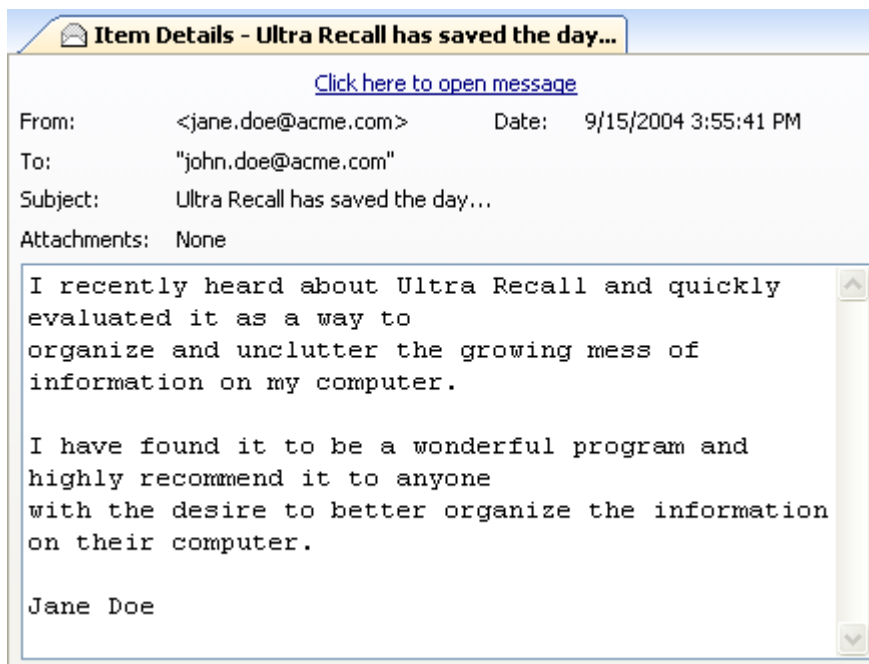 Item Details - Ultra Recall has saved the day...
Click here to open message
From: <jane.doe@acme.com> Date: 9/15/2004 3:55:41 PM
To: "john.doe@acme.com"
Subject: Ultra Recall has saved the day...
Attachments: None
I recently heard about Ultra Recall and quickly
evaluated it as a way to
organize and unclutter the growing mess of
information on my computer.
I have found it to be a wonderful program and
highly recommend it to anyone
with the desire to better organize the information
on their computer.
Jane Doe